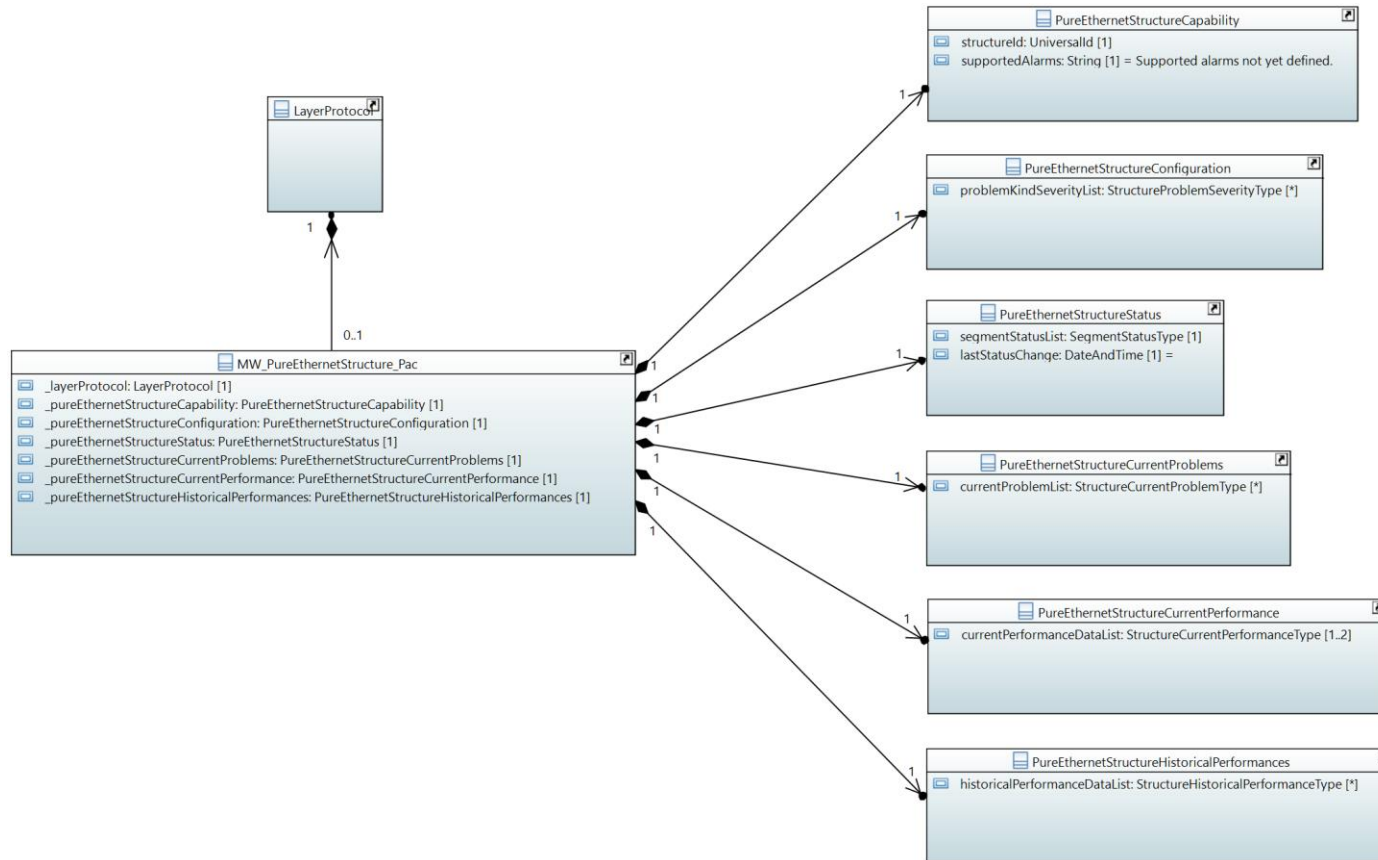 PureEthernetStructureCapability
structureId: UniversalId [1]
supportedAlarms: String [1] = Supported alarms not yet defined.
1
LayerProtocol
1
PureEthernetStructureConfiguration
problemKindSeverityList: StructureProblemSeverityType [*]
1
0..1
PureEthernetStructureStatus
segmentStatusList: SegmentStatusType [1]
lastStatusChange: DateAndTime [1] =
1
MW_PureEthernetStructure_Pac
_layerProtocol: LayerProtocol [1]
_pureEthernetStructureCapability: PureEthernetStructureCapability [1]
_pureEthernetStructureConfiguration: PureEthernetStructureConfiguration [1]
_pureEthernetStructureStatus: PureEthernetStructureStatus [1]
_pureEthernetStructureCurrentProblems: PureEthernetStructureCurrentProblems [1]
_pureEthernetStructureCurrentPerformance: PureEthernetStructureCurrentPerformance [1]
_pureEthernetStructureHistoricalPerformances: PureEthernetStructureHistoricalPerformances [1]
1
1
1
1
1
1
PureEthernetStructureCurrentProblems
currentProblemList: StructureCurrentProblemType [*]
1
PureEthernetStructureCurrentPerformance
currentPerformanceDataList: StructureCurrentPerformanceType [1..2]
1
PureEthernetStructureHistoricalPerformances
historicalPerformanceDataList: StructureHistoricalPerformanceType [*]
1